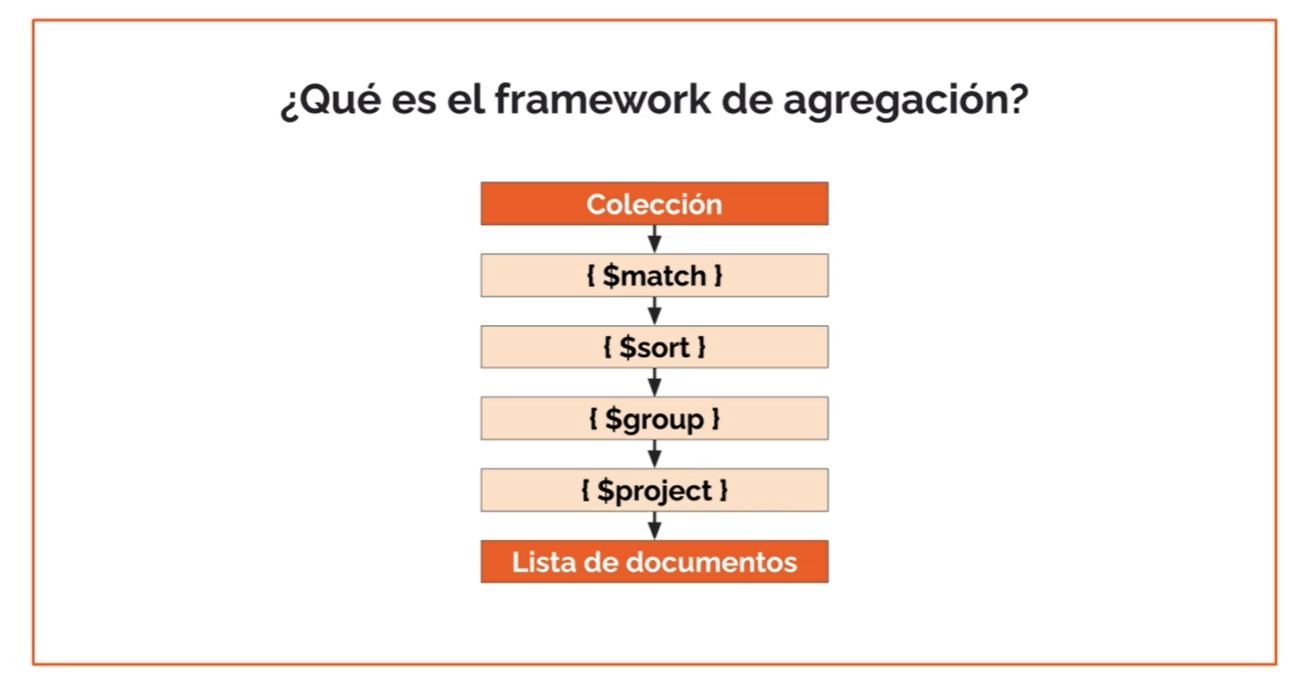 ¿Qué es el framework de agregación?
Colección
{ $match }
{ $sort }
{ $group }
{ $project }
Lista de documentos